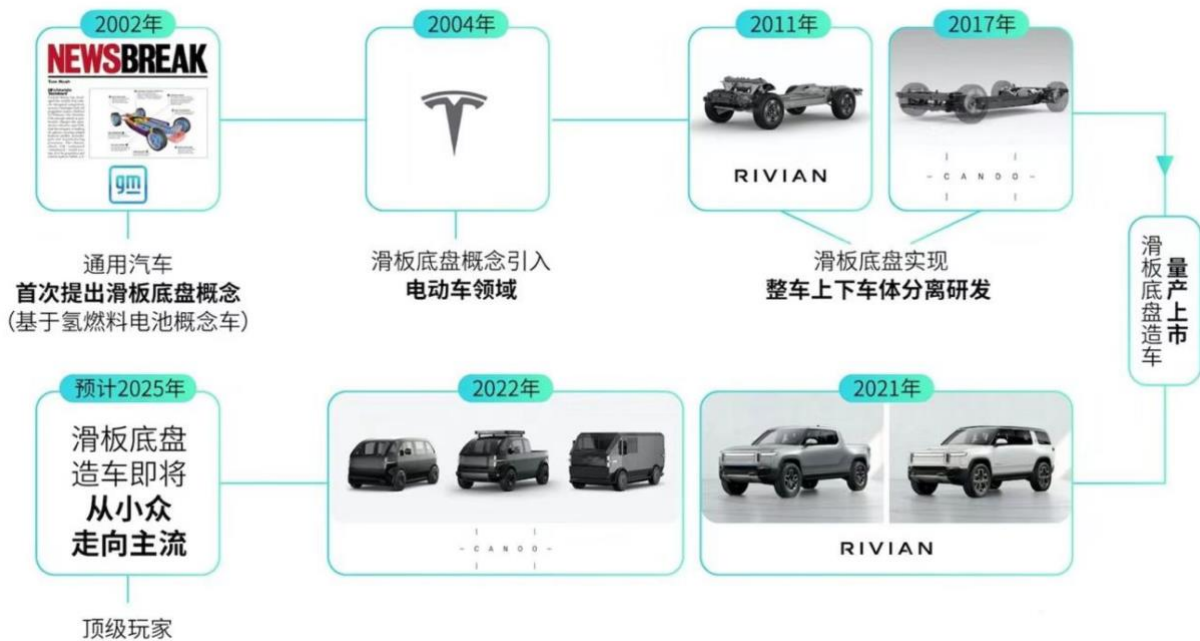 2002年
NEWSBREAK
gm
通用汽车
首次提出滑板底盘概念
(基于氢燃料电池概念车)
2004年
滑板底盘概念引入
电动车领域
2011年
RIVIAN
2017年
CANOO
滑板底盘实现
整车上下车体分离研发
滑板底盘造车
量产上市
2021年
RIVIAN
2022年
CANOO
预计2025年
滑板底盘
造车即将
从小众
走向主流
顶级玩家